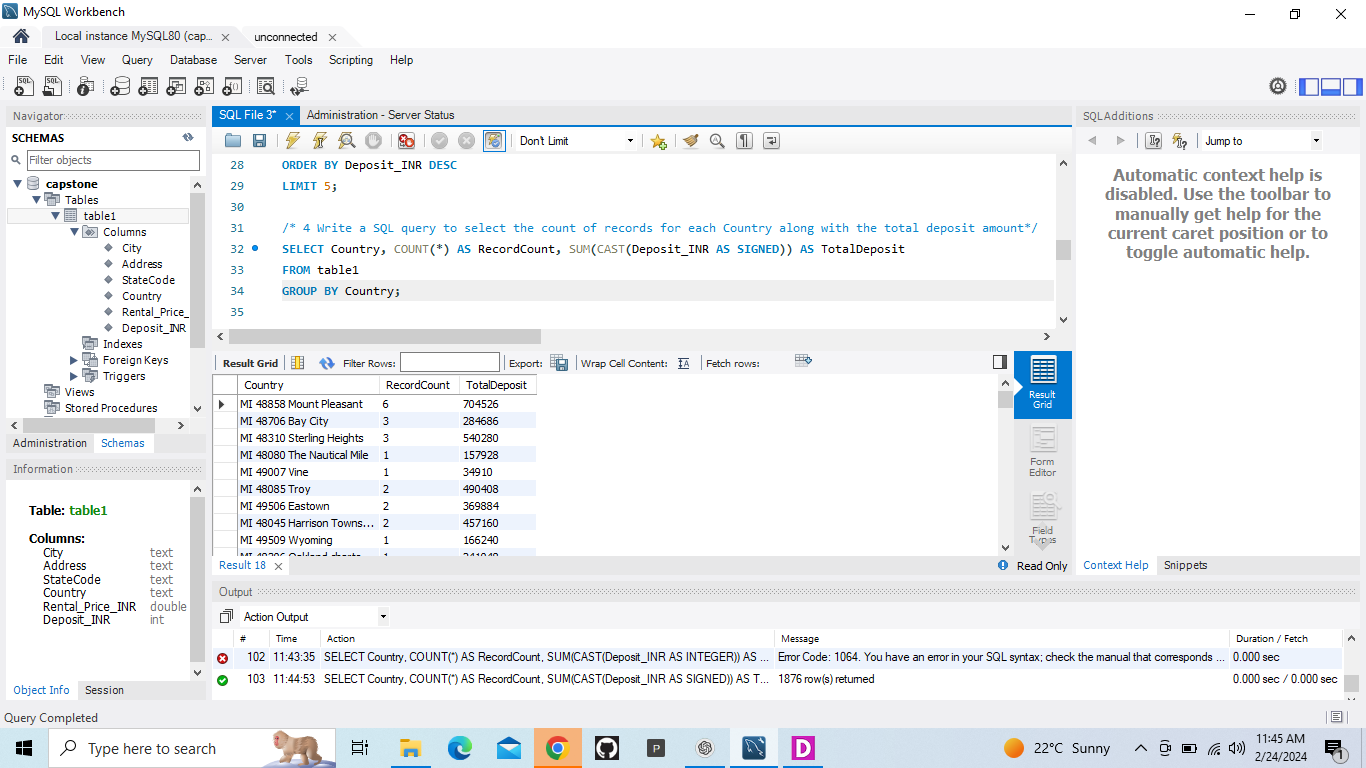 MySQL Workbench
Local instance MySQL80 (cap... ×
unconnected ×
File Edit View Query Database Server Tools Scripting Help
Navigator
SCHEMAS
Filter objects
capstone
Tables
table1
Columns
City
Address
StateCode
Country
Rental_Price_
Deposit_INR
Indexes
Foreign Keys
Triggers
Views
Stored Procedures
Administration Schemas
Information
Table: table1
Columns:
City text
Address text
StateCode text
Country text
Rental_Price_INR double
Deposit_INR int
Object Info Session
SQL File 3* ×
Administration - Server Status
Don't Limit
28 ORDER BY Deposit_INR DESC
29 LIMIT 5;
30
31 /* 4 Write a SQL query to select the count of records for each Country along with the total deposit amount*/
32 SELECT Country, COUNT(*) AS RecordCount, SUM(CAST(Deposit_INR AS SIGNED)) AS TotalDeposit
33 FROM table1
34 GROUP BY Country;
35
Result Grid Filter Rows: Export: Wrap Cell Content: Fetch rows:
Country RecordCount TotalDeposit
MI 48858 Mount Pleasant 6 704526
MI 48706 Bay City 3 284686
MI 48310 Sterling Heights 3 540280
MI 48080 The Nautical Mile 1 157928
MI 49007 Vine 1 34910
MI 48085 Troy 2 490408
MI 49506 Eastown 2 369884
MI 48045 Harrison Towns... 2 457160
MI 49509 Wyoming 1 166240
Result Grid
Form Editor
Field Types
Result 18 ×
Read Only
SQLAdditions
Jump to
Automatic context help is
disabled. Use the toolbar to
manually get help for the
current caret position or to
toggle automatic help.
Context Help Snippets
Output
Action Output
# Time Action Message Duration / Fetch
102 11:43:35 SELECT Country, COUNT(*) AS RecordCount, SUM(CAST(Deposit_INR AS INTEGER)) AS ... Error Code: 1064. You have an error in your SQL syntax; check the manual that corresponds ... 0.000 sec
103 11:44:53 SELECT Country, COUNT(*) AS RecordCount, SUM(CAST(Deposit_INR AS SIGNED)) AS T... 1876 row(s) returned 0.000 sec / 0.000 sec
Query Completed
Type here to search
22°C Sunny
11:45 AM
2/24/2024
1